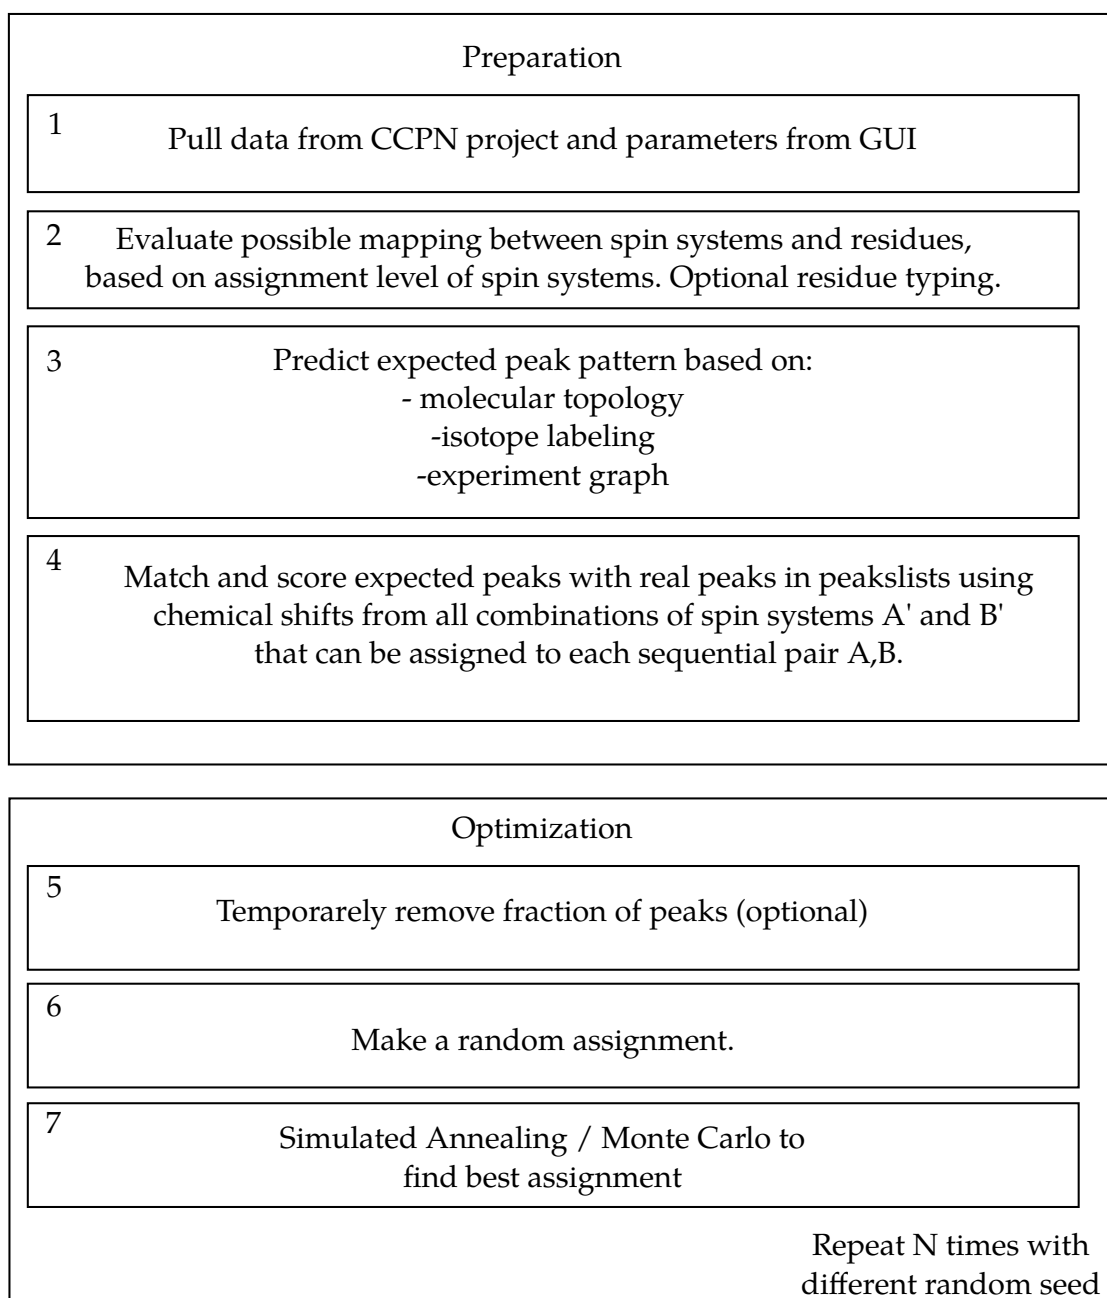 Preparation
1
Pull data from CCPN project and parameters from GUI
2
Evaluate possible mapping between spin systems and residues,
based on assignment level of spin systems. Optional residue typing.
3
Predict expected peak pattern based on:
- molecular topology
-isotope labeling
-experiment graph
4
Match and score expected peaks with real peaks in peakslists using
chemical shifts from all combinations of spin systems A' and B'
that can be assigned to each sequential pair A,B.
Optimization
5
Temporarely remove fraction of peaks (optional)
6
Make a random assignment.
7
Simulated Annealing / Monte Carlo to
find best assignment
Repeat N times with
different random seed